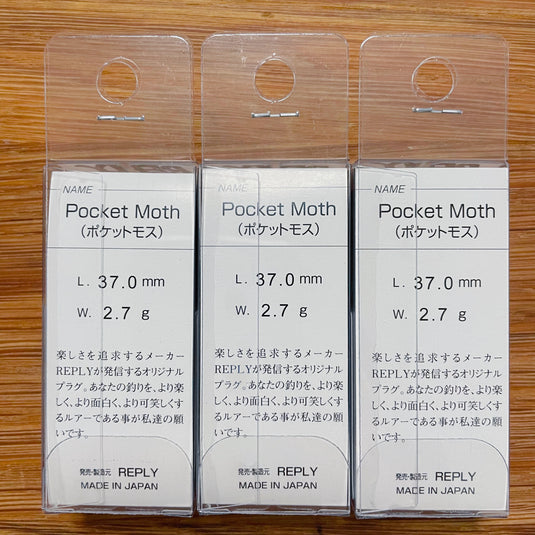 NAME
Pocket Moth
(ポケットモス)
L. 37.0 mm
W. 2.7 g
楽しさを追求するメーカー
REPLYが発信するオリジナル
プラグ。あなたの釣りを、より楽
しく、より面白く、より可笑しくす
るルアーである事が私達の願
いです。
発売・製造元 REPLY
MADE IN JAPAN
NAME
Pocket Moth
(ポケットモス)
L. 37.0 mm
W. 2.7 g
楽しさを追求するメーカー
REPLYが発信するオリジナル
プラグ。あなたの釣りを、より楽
しく、より面白く、より可笑しくす
るルアーである事が私達の願
いです。
発売・製造元 REPLY
MADE IN JAPAN
NAME
Pocket Moth
(ポケットモス)
L. 37.0 mm
W. 2.7 g
楽しさを追求するメーカー
REPLYが発信するオリジナル
プラグ。あなたの釣りを、より楽
しく、より面白く、より可笑しくす
るルアーである事が私達の願
いです。
発売・製造元 REPLY
MADE IN JAPAN